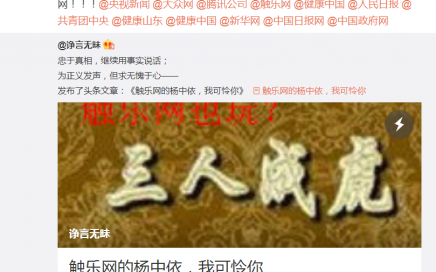 网！！！@央视新闻 @大众网 @腾讯公司 @触乐网 @健康中国 @人民日报 @
共青团中央 @健康山东 @健康中国 @新华网 @中国日报网 @中国政府网
@诤言无昧
忠于真相，继续用事实说话；
为正义发声，但求无愧于心——
发布了头条文章：《触乐网的杨中依，我可怜你》 触乐网的杨中依，我可怜你
触乐网也玩？
三人成虎
诤言无昧
触乐网的杨中依，我可怜你